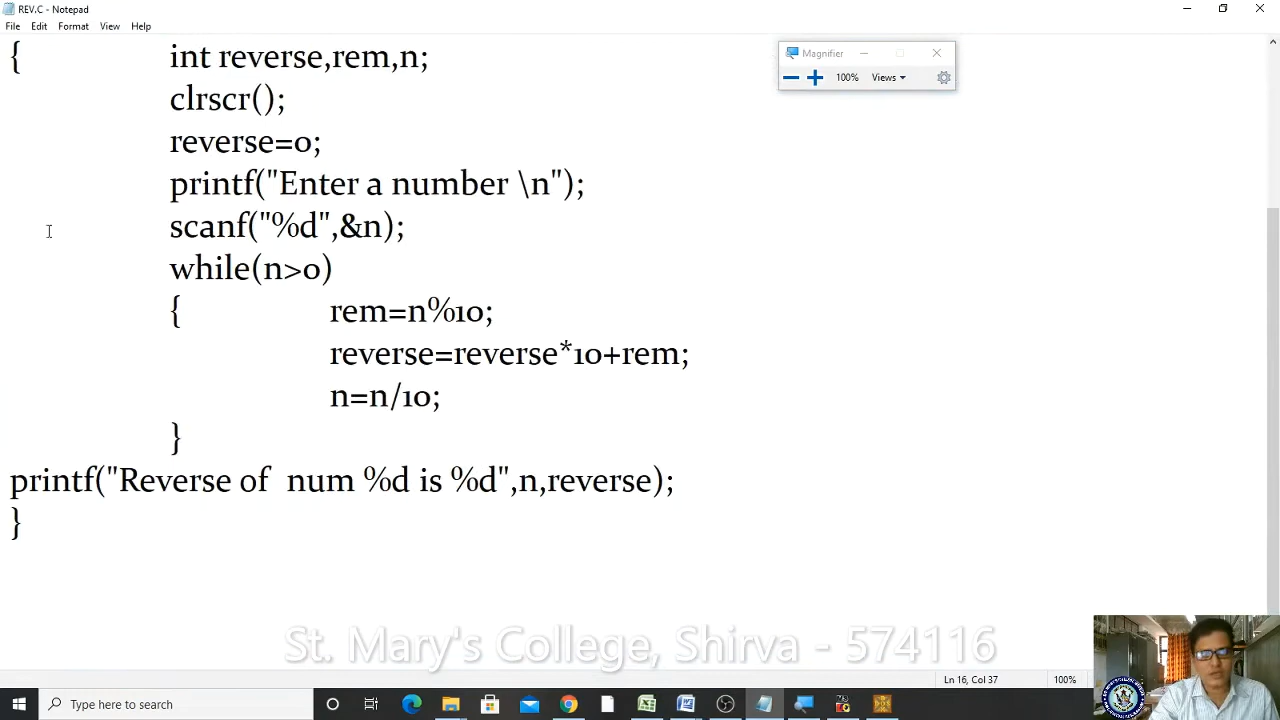 REV.C - Notepad
File Edit Format View Help
{ int reverse,rem,n;
clrscr();
reverse=0;
printf("Enter a number \n");
scanf("%d",&n);
while(n>0)
{ rem=n%10;
reverse=reverse*10+rem;
n=n/10;
}
printf("Reverse of  num %d is %d",n,reverse);
}
Magnifier
100% Views
St. Mary's College, Shirva - 574116
Ln 16, Col 37 100%
Type here to search